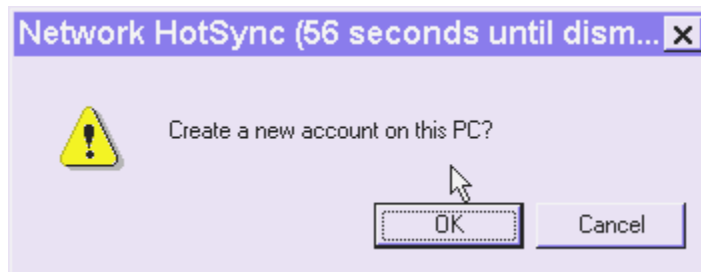 Network HotSync (56 seconds until dism...
Create a new account on this PC?
OK Cancel